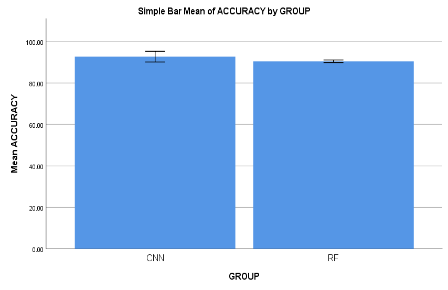 Simple Bar Mean of ACCURACY by GROUP
100.00
80.00
60.00
40.00
20.00
0.00
Mean ACCURACY
CNN
RF
GROUP